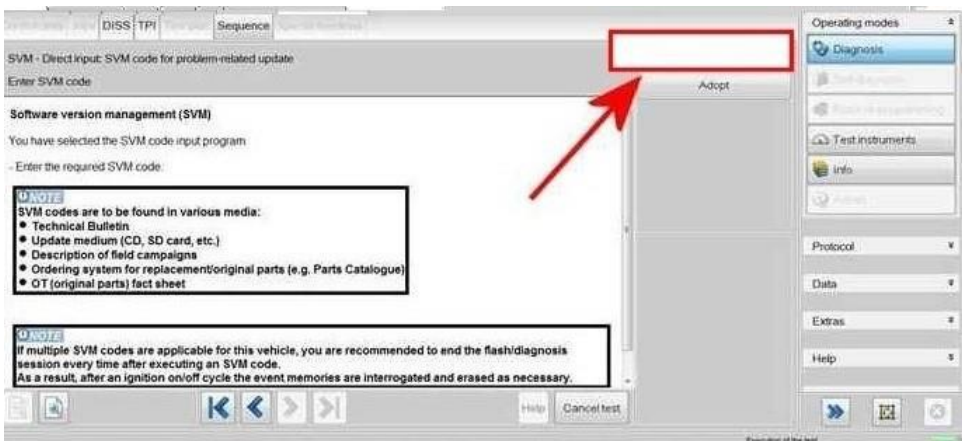 DISS TPI Sequence
Operating modes
SVM - Direct input: SVM code for problem-related update
Enter SVM code
Adopt
Diagnosis
Software version management (SVM)
You have selected the SVM code input program
- Enter the required SVM code:
Test instruments
Info
NOTE
SVM codes are to be found in various media:
● Technical Bulletin
● Update medium (CD, SD card, etc.)
● Description of field campaigns
● Ordering system for replacement/original parts (e.g. Parts Catalogue)
● OT (original parts) fact sheet
Protocol
Data
Extras
Help
NOTE
If multiple SVM codes are applicable for this vehicle, you are recommended to end the flash/diagnosis
session every time after executing an SVM code.
As a result, after an ignition on/off cycle the event memories are interrogated and erased as necessary.
Help Cancel test